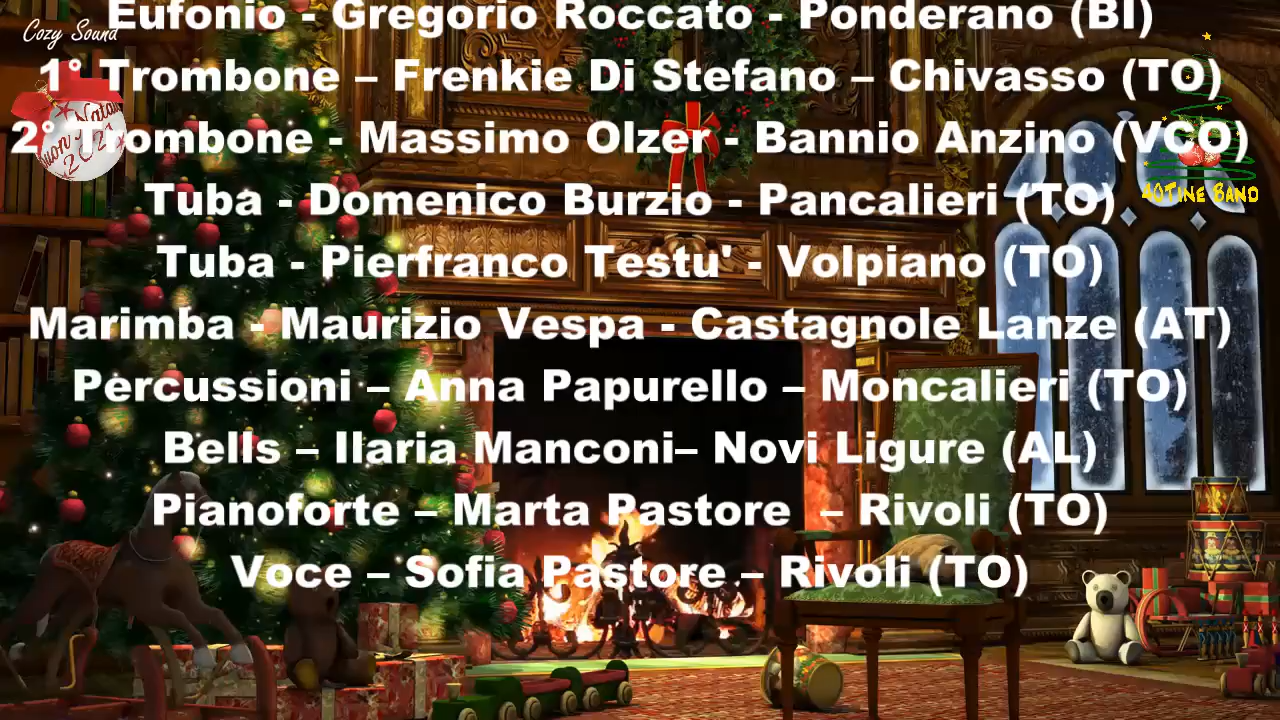 Cozy Sound
Eufonio - Gregorio Roccato - Ponderano (BI)
1° Trombone – Frenkie Di Stefano – Chivasso (TO)
2° Trombone - Massimo Olzer - Bannio Anzino (VCO)
Buon Natale
Tuba - Domenico Burzio - Pancalieri (TO)
40Tine Band
Tuba - Pierfranco Testu' - Volpiano (TO)
Marimba - Maurizio Vespa - Castagnole Lanze (AT)
Percussioni – Anna Papurello – Moncalieri (TO)
Bells – Ilaria Manconi– Novi Ligure (AL)
Pianoforte – Marta Pastore – Rivoli (TO)
Voce – Sofia Pastore – Rivoli (TO)